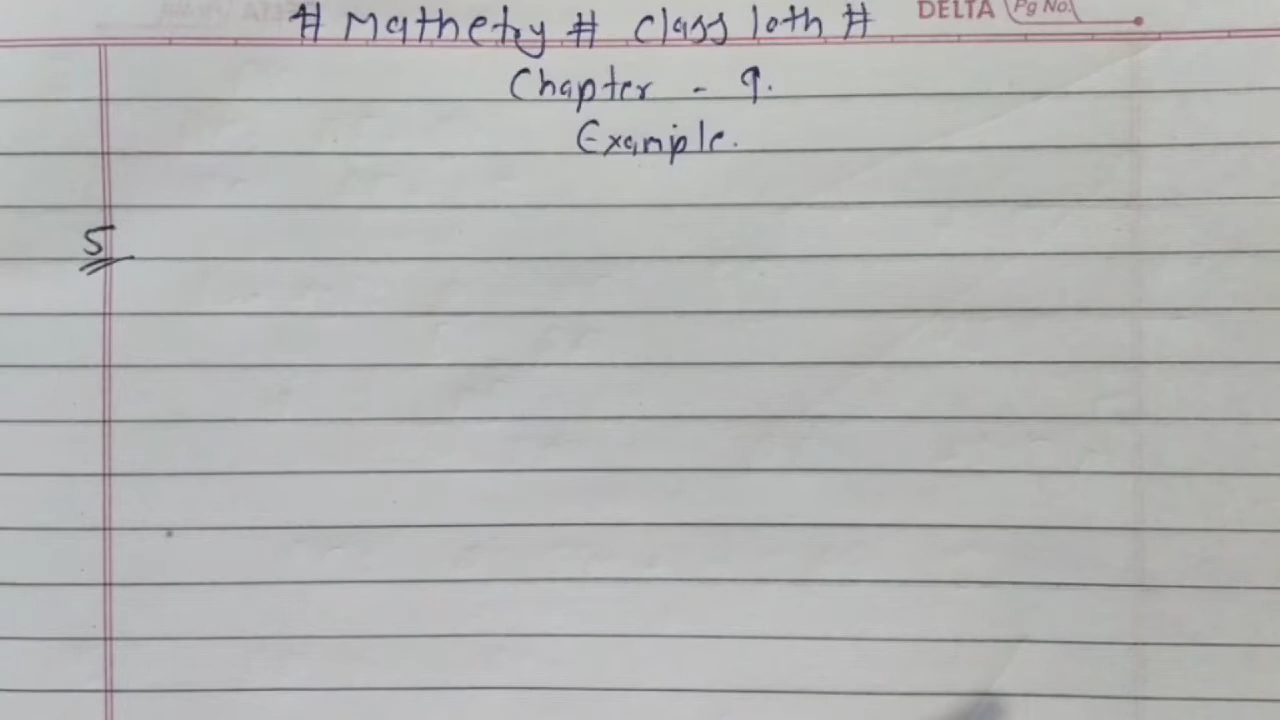 # Mathetry # class 10th #
DELTA Pg No.
Chapter - 9.
Example.
5